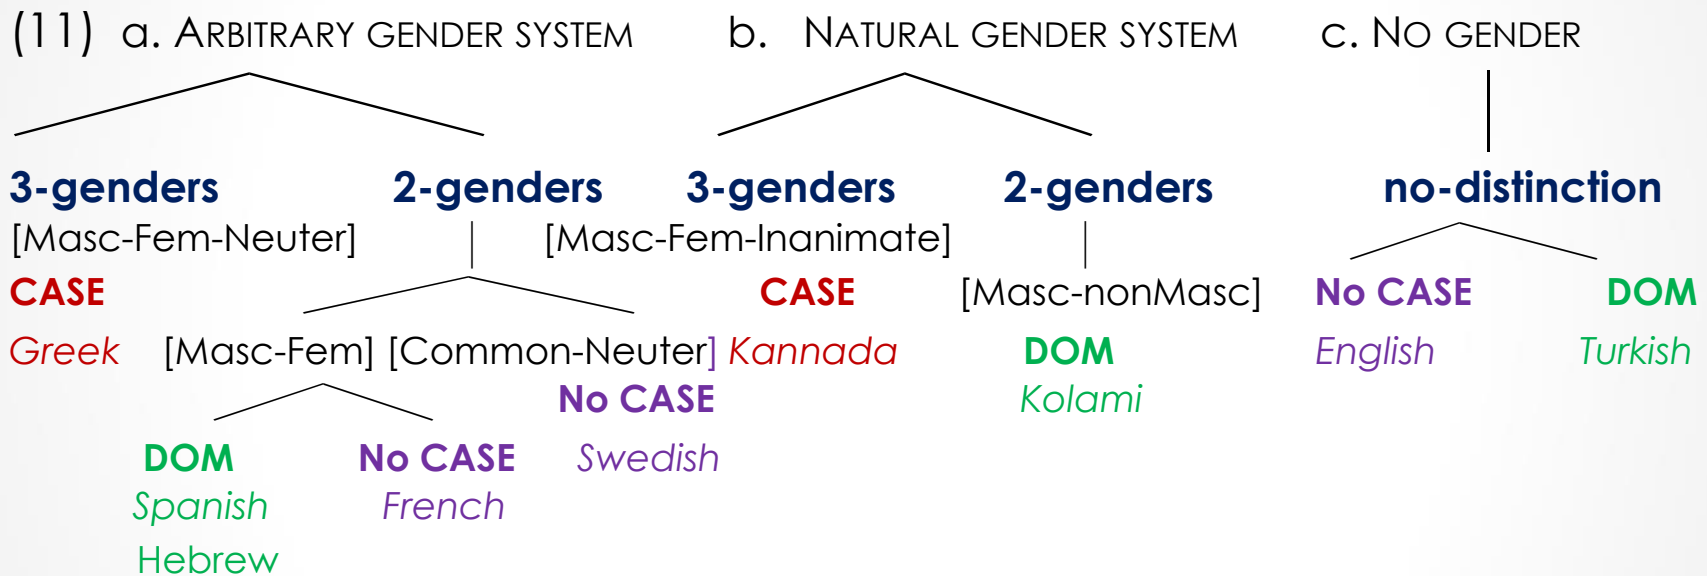 (11) a. ARBITRARY GENDER SYSTEM b. NATURAL GENDER SYSTEM c. NO GENDER
3-genders 2-genders 3-genders 2-genders no-distinction
[Masc-Fem-Neuter] [Masc-Fem-Inanimate]
CASE CASE [Masc-nonMasc] No CASE DOM
Greek [Masc-Fem] [Common-Neuter] Kannada DOM English Turkish
No CASE Kolami
DOM No CASE Swedish
Spanish French
Hebrew